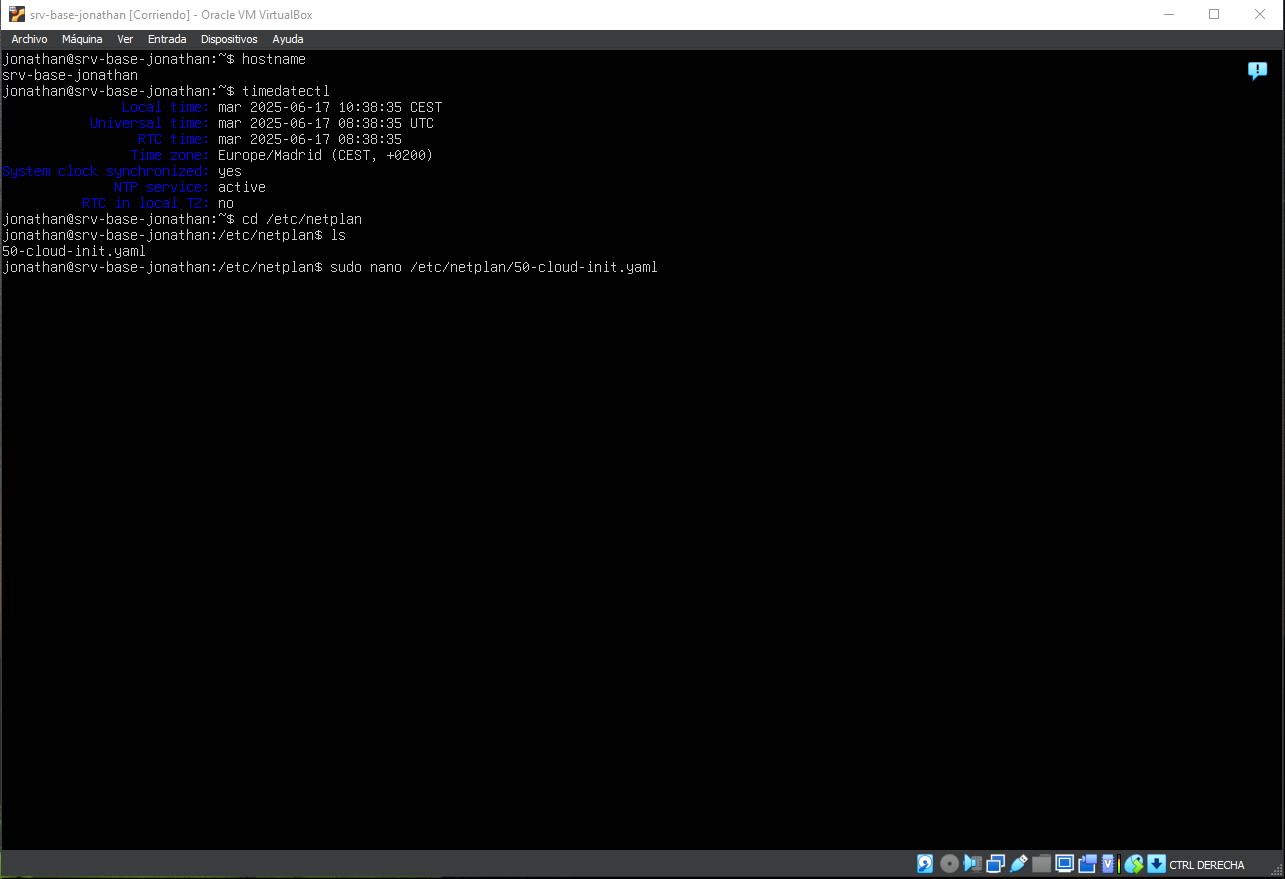 srv-base-jonathan [Corriendo] - Oracle VM VirtualBox
Archivo Máquina Ver Entrada Dispositivos Ayuda
jonathan@srv-base-jonathan:~$ hostname
srv-base-jonathan
jonathan@srv-base-jonathan:~$ timedatectl
Local time: mar 2025-06-17 10:38:35 CEST
Universal time: mar 2025-06-17 08:38:35 UTC
RTC time: mar 2025-06-17 08:38:35
Time zone: Europe/Madrid (CEST, +0200)
System clock synchronized: yes
NTP service: active
RTC in local TZ: no
jonathan@srv-base-jonathan:~$ cd /etc/netplan
jonathan@srv-base-jonathan:/etc/netplan$ ls
50-cloud-init.yaml
jonathan@srv-base-jonathan:/etc/netplan$ sudo nano /etc/netplan/50-cloud-init.yaml
CTRL DERECHA